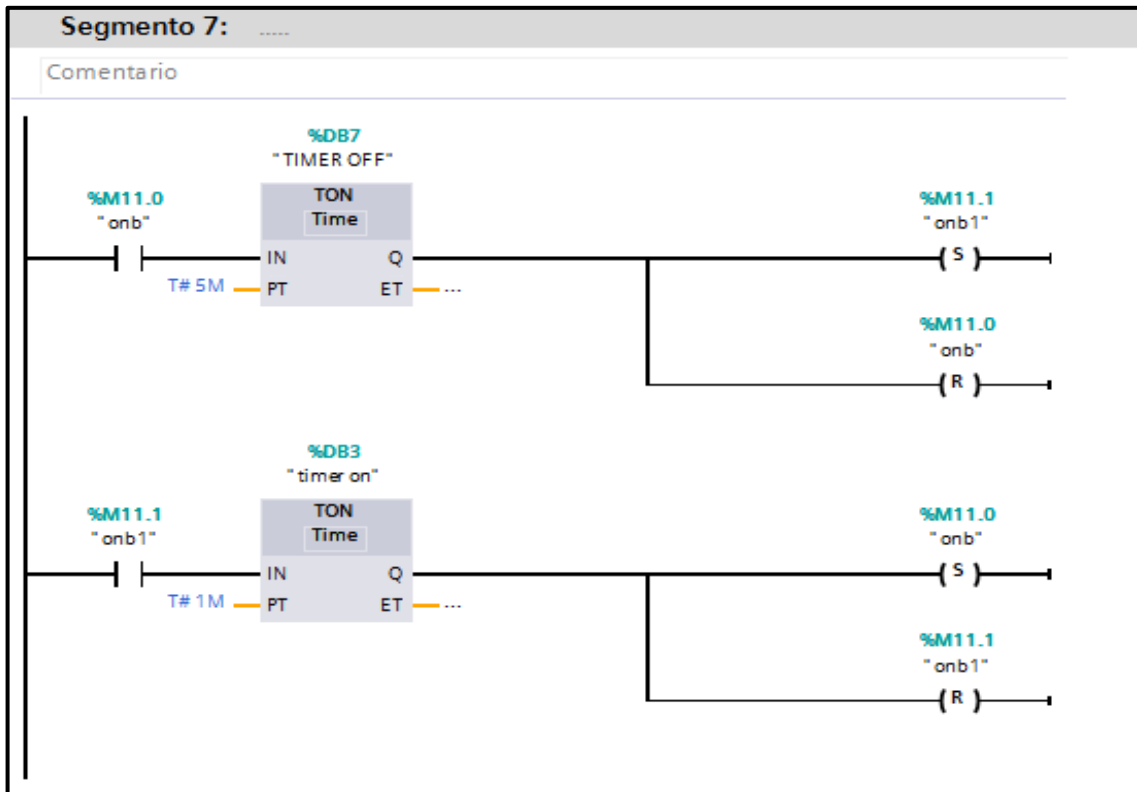 Segmento 7: .....
Comentario
%DB7
"TIMER OFF"
%M11.0
"onb"
TON
Time
IN Q
T# 5M PT ET ...
%M11.1
"onb1"
( S )
%M11.0
"onb"
( R )
%DB3
"timer on"
%M11.1
"onb1"
TON
Time
IN Q
T# 1M PT ET ...
%M11.0
"onb"
( S )
%M11.1
"onb1"
( R )